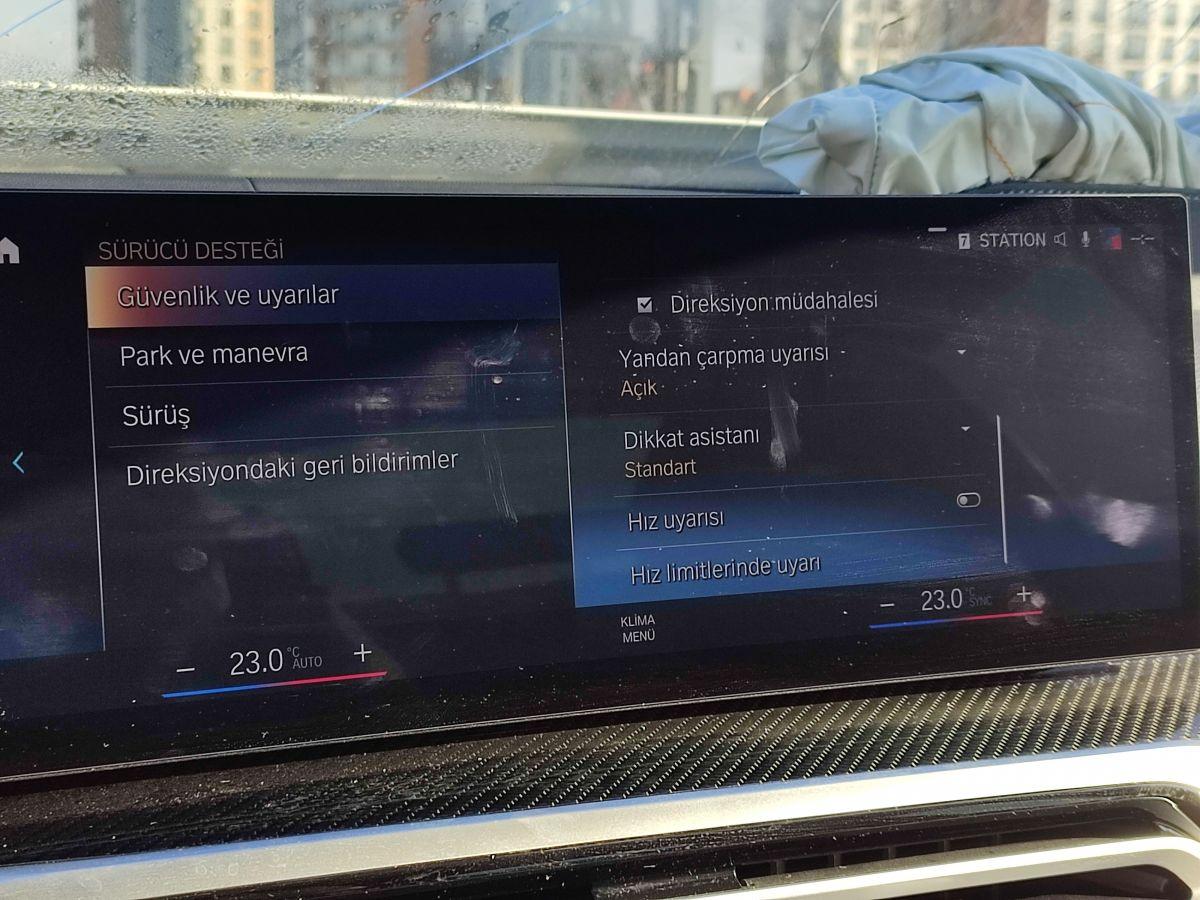 SÜRÜCÜ DESTEĞİ
7 STATION
Güvenlik ve uyarılar
Park ve manevra
Sürüş
Direksiyondaki geri bildirimler
Direksiyon müdahalesi
Yandan çarpma uyarısı
Açık
Dikkat asistanı
Standart
Hız uyarısı
Hız limitlerinde uyarı
KLİMA
MENÜ
− 23.0 °C AUTO +
− 23.0 °C SYNC +